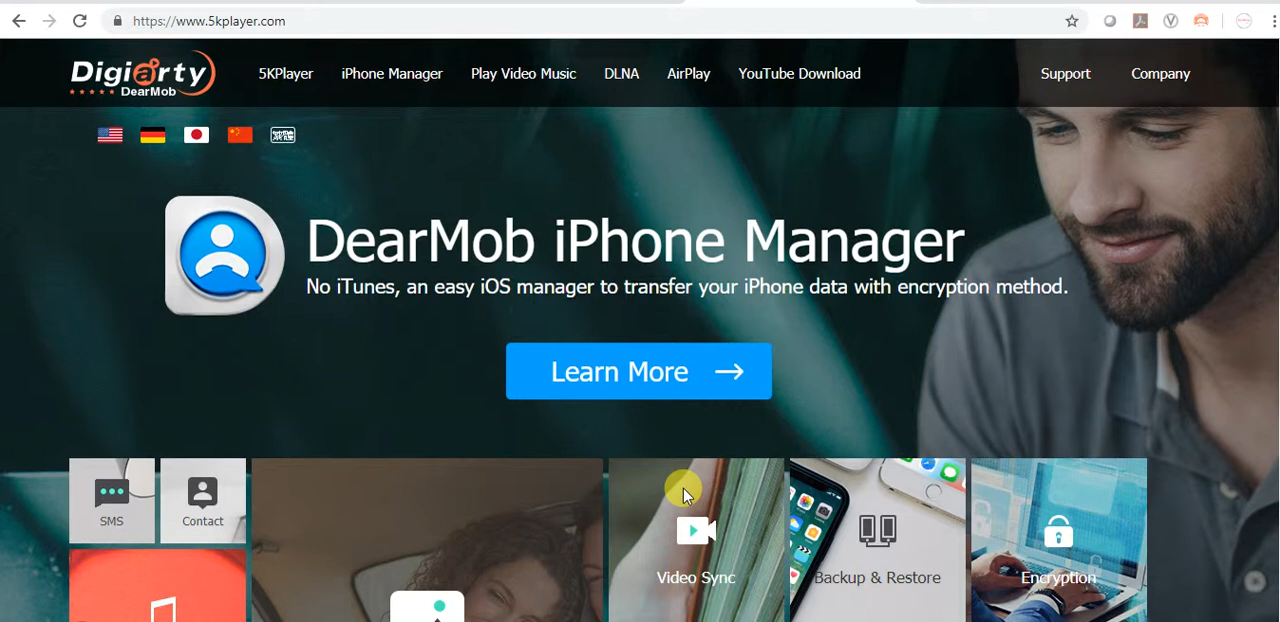 https://www.5kplayer.com
Digiarty
DearMob
5KPlayer
iPhone Manager
Play Video Music
DLNA
AirPlay
YouTube Download
Support
Company
DearMob iPhone Manager
No iTunes, an easy iOS manager to transfer your iPhone data with encryption method.
Learn More
SMS
Contact
Video Sync
Backup & Restore
Encryption